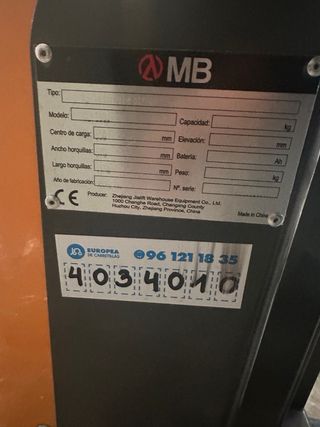 MB
Tipo:
Modelo: Capacidad: kg
Centro de carga: mm Elevación: mm
Ancho horquillas: mm Batería: Ah
Largo horquillas: mm Peso: kg
Año de fabricación: Nº. serie:
CE Producer: Zhejiang Jialift Warehouse Equipment Co., Ltd.
1000 Changhe Road, Changxing County
Huzhou City, Zhejiang Province, China
Made in China
EUROPEA 96 121 18 35
DE CARRETILLAS
4034010